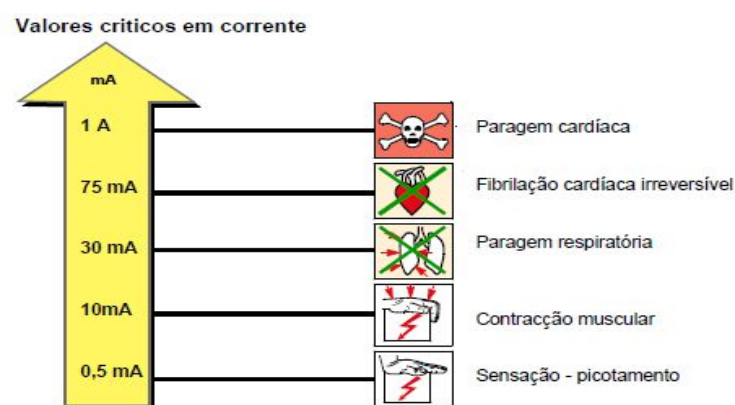 Valores criticos em corrente
mA
1 A
Paragem cardíaca
75 mA
Fibrilação cardíaca irreversível
30 mA
Paragem respiratória
10mA
Contracção muscular
0,5 mA
Sensação - picotamento